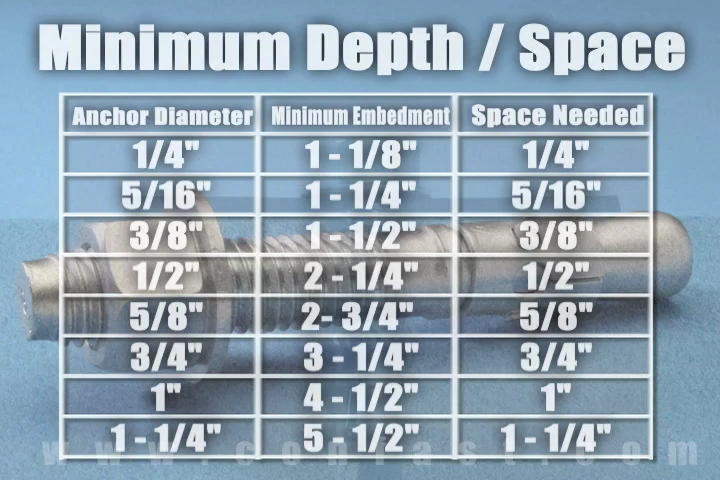 Minimum Depth / Space
Anchor Diameter Minimum Embedment Space Needed
1/4" 1 - 1/8" 1/4"
5/16" 1 - 1/4" 5/16"
3/8" 1 - 1/2" 3/8"
1/2" 2 - 1/4" 1/2"
5/8" 2- 3/4" 5/8"
3/4" 3 - 1/4" 3/4"
1" 4 - 1/2" 1"
1 - 1/4" 5 - 1/2" 1 - 1/4"
www.confast.com